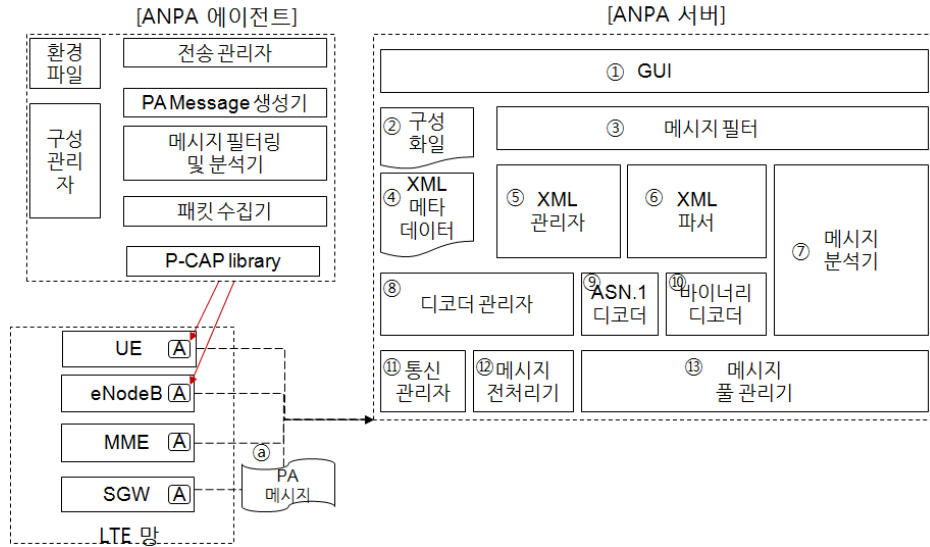 [ANPA 에이전트]
환경
파일
전송 관리자
PA Message 생성기
구성
관리
자
메시지 필터링
및 분석기
패킷 수집기
P-CAP library
UE A
eNodeB A
MME A
SGW A
LTE 망
ⓐ
PA
메시지
[ANPA 서버]
① GUI
② 구성
화일
③ 메시지 필터
④ XML
메타
데이터
⑤ XML
관리자
⑥ XML
파서
⑦ 메시지
분석기
⑧ 디코더 관리자
⑨ ASN.1
디코더
⑩ 바이너리
디코더
⑪ 통신
관리자
⑫ 메시지
전처리기
⑬ 메시지
풀 관리기